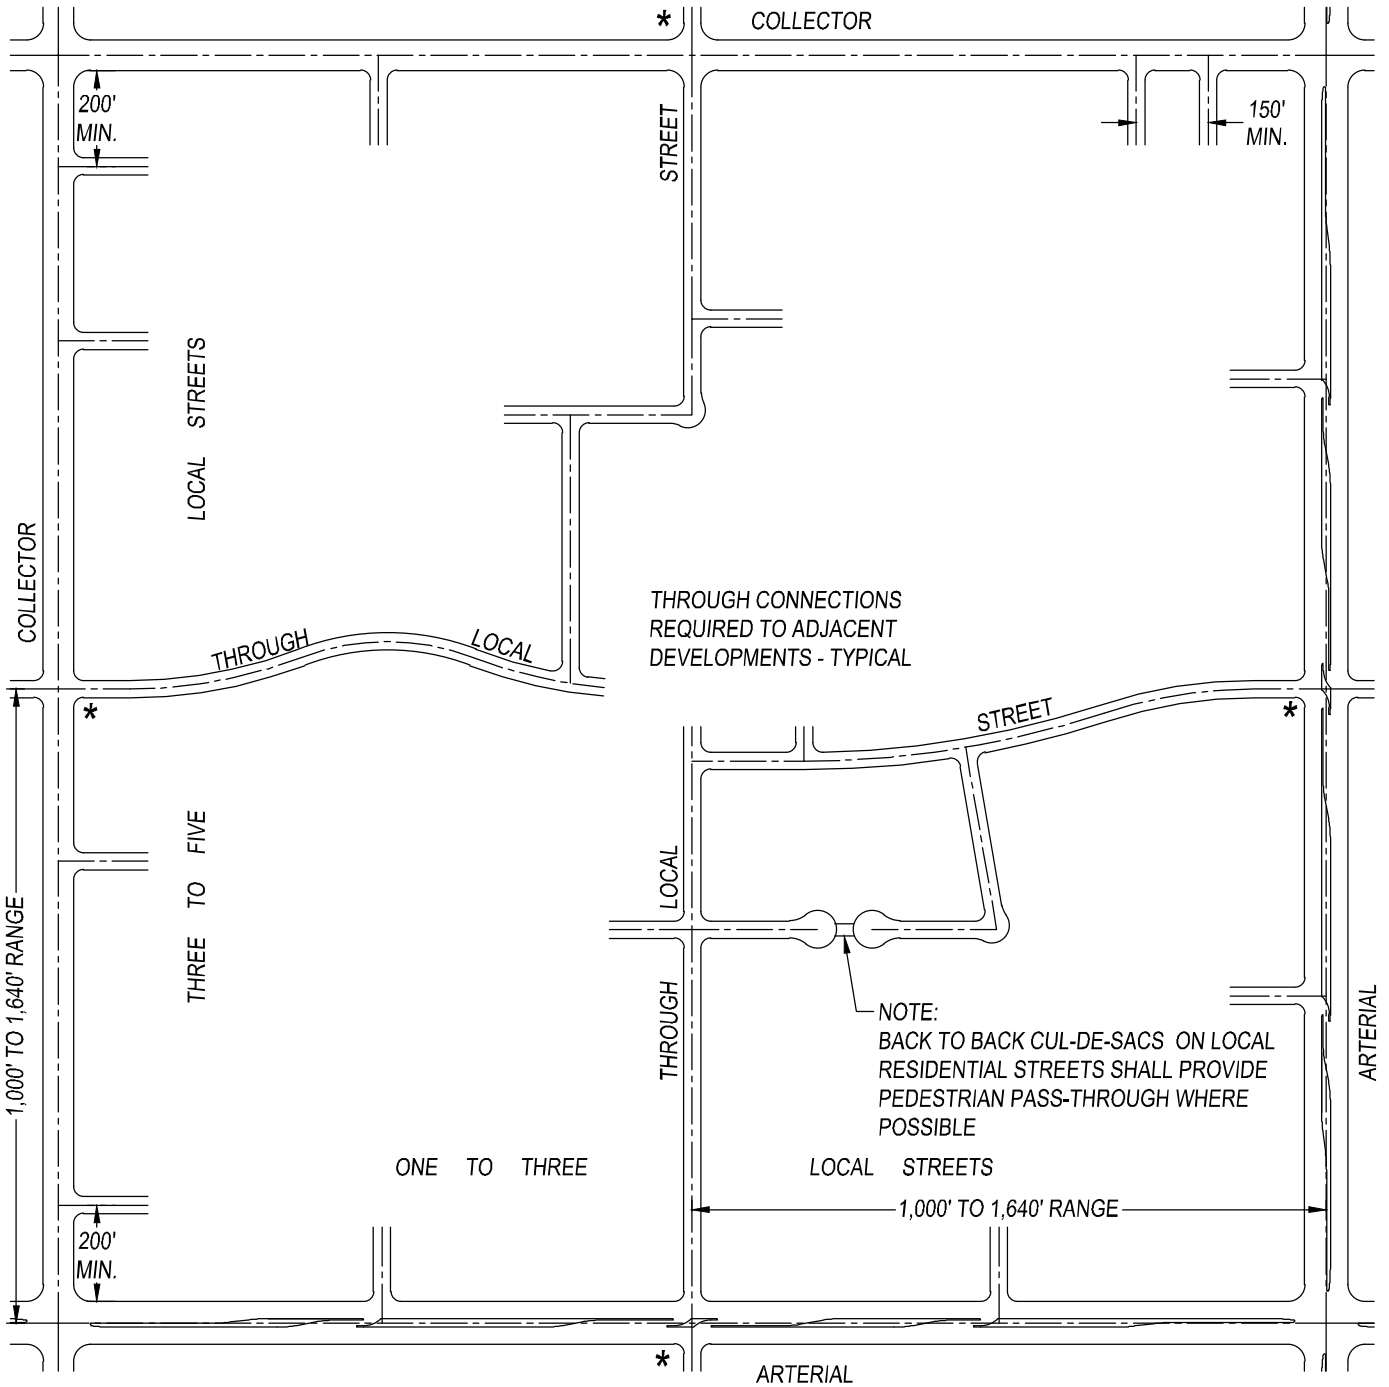 * COLLECTOR
200'
MIN.
STREET
150'
MIN.
LOCAL STREETS
COLLECTOR
THROUGH CONNECTIONS
REQUIRED TO ADJACENT
DEVELOPMENTS - TYPICAL
THROUGH LOCAL
STREET
*
*
THREE TO FIVE
LOCAL
1,000' TO 1,640' RANGE
THROUGH
NOTE:
BACK TO BACK CUL-DE-SACS ON LOCAL
RESIDENTIAL STREETS SHALL PROVIDE
PEDESTRIAN PASS-THROUGH WHERE
POSSIBLE
ARTERIAL
ONE TO THREE LOCAL STREETS
1,000' TO 1,640' RANGE
200'
MIN.
* ARTERIAL